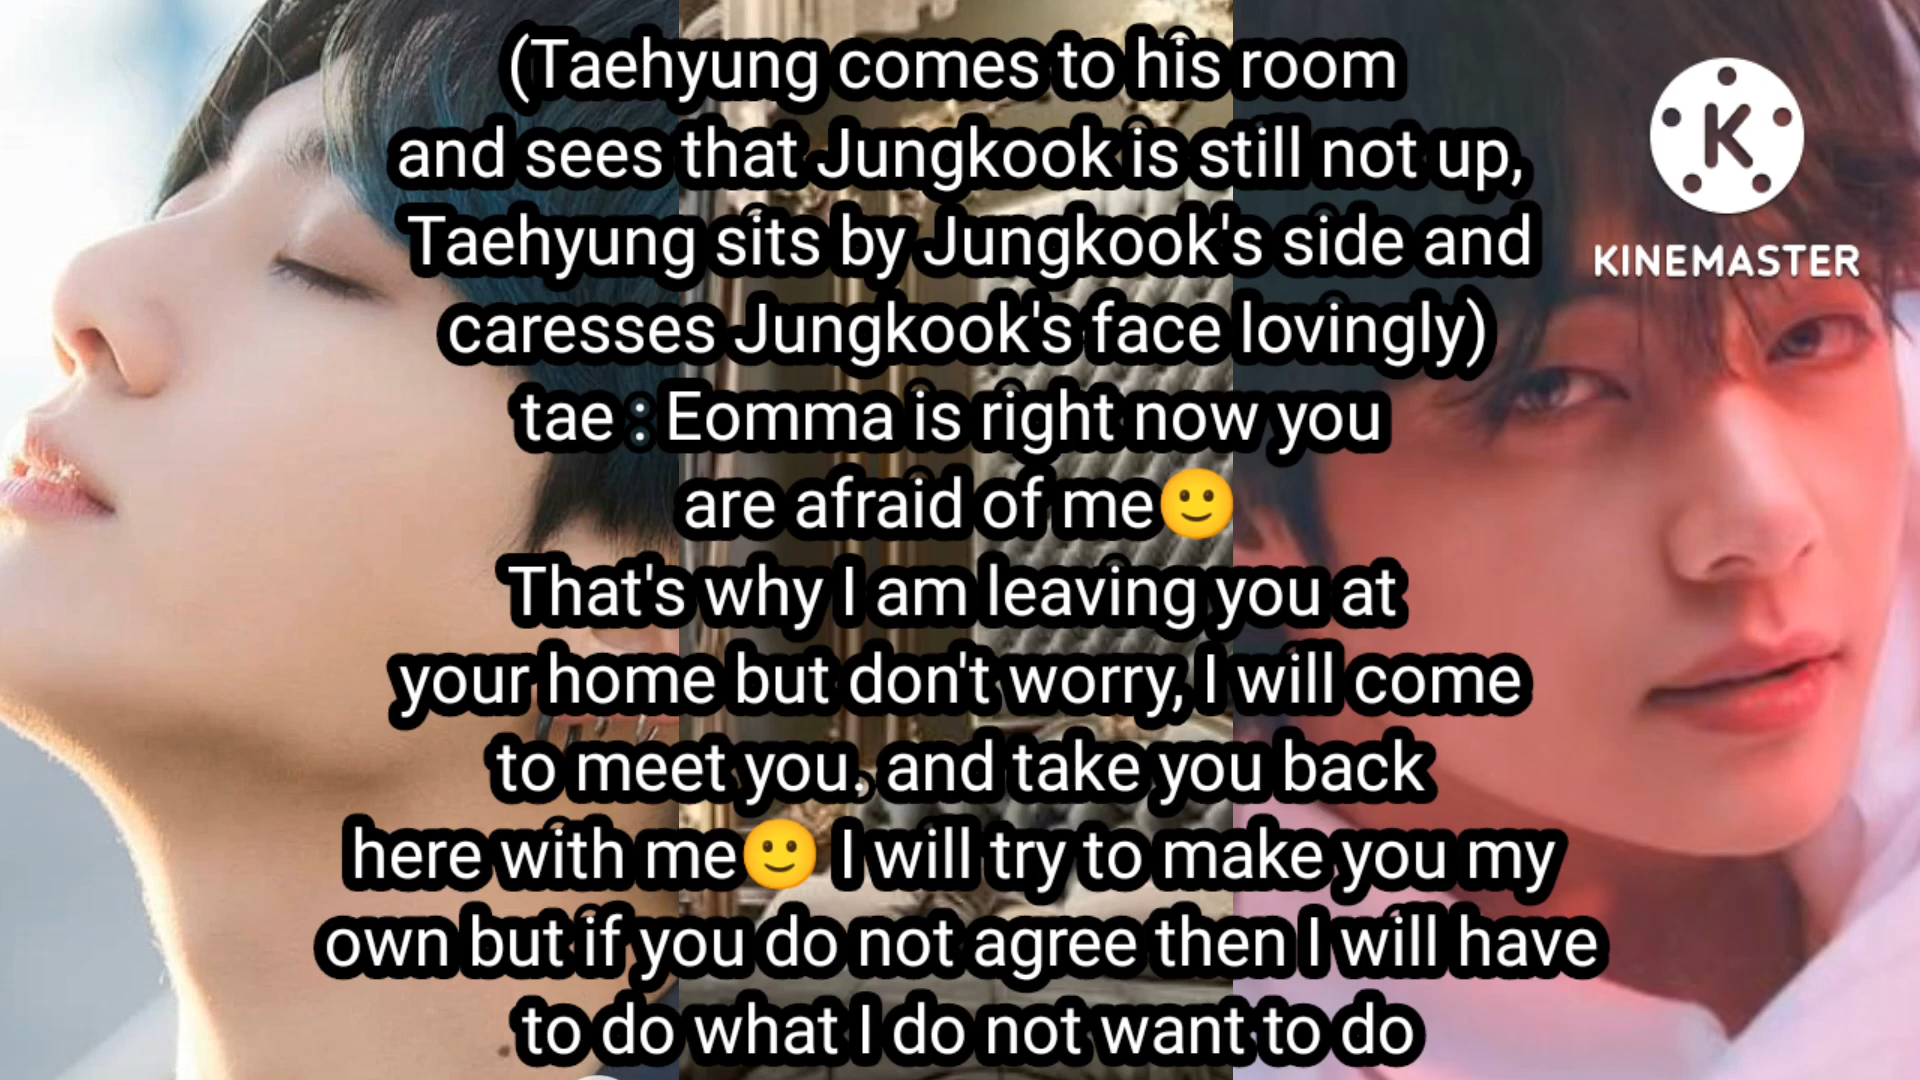 (Taehyung comes to his room
and sees that Jungkook is still not up,
Taehyung sits by Jungkook's side and
caresses Jungkook's face lovingly)
tae : Eomma is right now you
are afraid of me🙂
That's why I am leaving you at
your home but don't worry, I will come
to meet you. and take you back
here with me🙂 I will try to make you my
own but if you do not agree then I will have
to do what I do not want to do
K
KINEMASTER